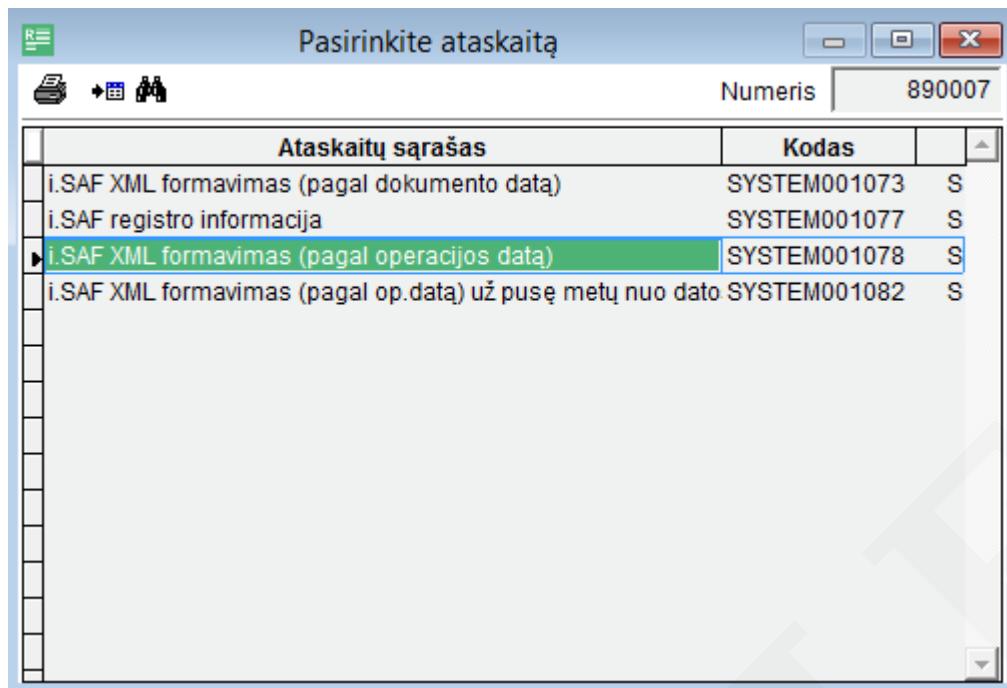 Pasirinkite ataskaitą
Numeris 890007
Ataskaitų sąrašas Kodas
i.SAF XML formavimas (pagal dokumento datą) SYSTEM001073 S
i.SAF registro informacija SYSTEM001077 S
i.SAF XML formavimas (pagal operacijos datą) SYSTEM001078 S
i.SAF XML formavimas (pagal op.datą) už pusę metų nuo dato SYSTEM001082 S